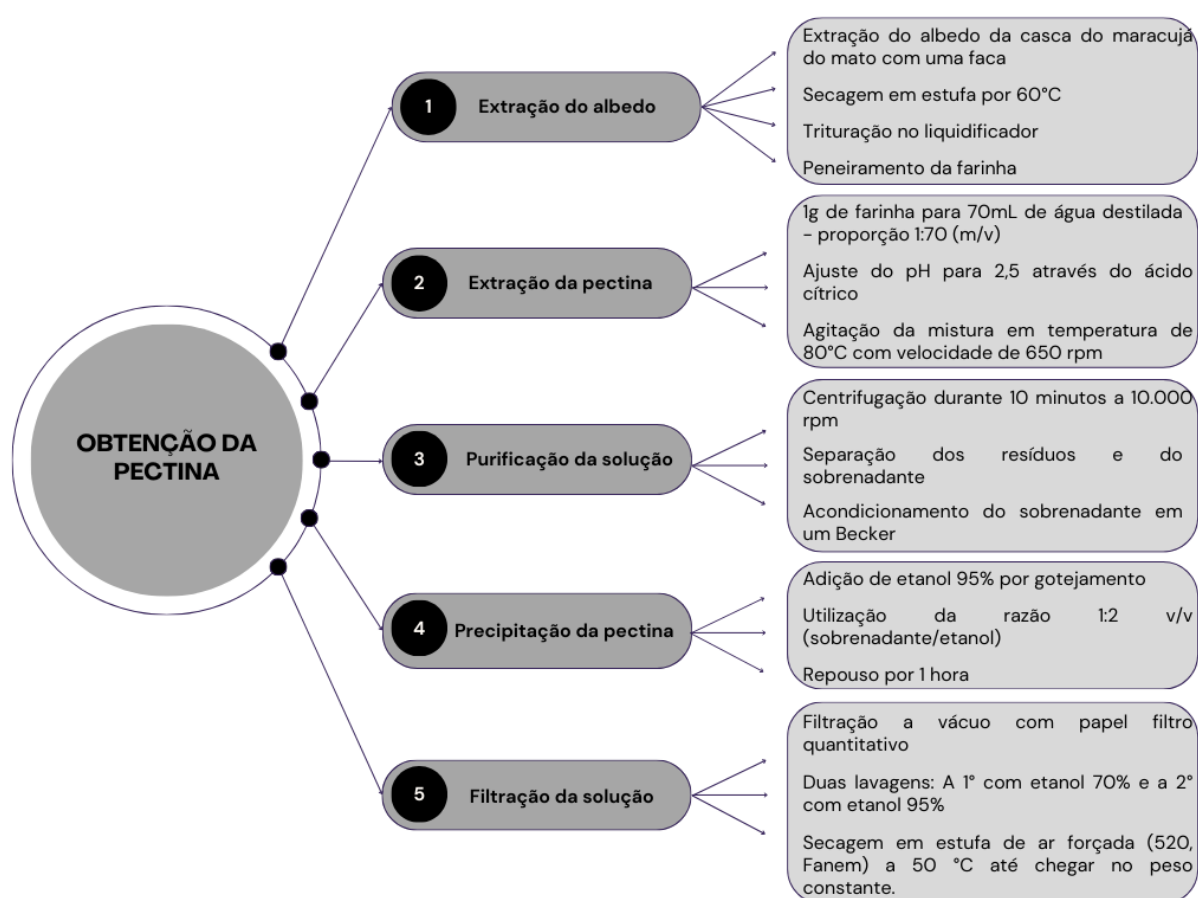 OBTENÇÃO DA
PECTINA
1
Extração do albedo
Extração do albedo da casca do maracujá
do mato com uma faca
Secagem em estufa por 60°C
Trituração no liquidificador
Peneiramento da farinha
2
Extração da pectina
1g de farinha para 70mL de água destilada
- proporção 1:70 (m/v)
Ajuste do pH para 2,5 através do ácido
cítrico
Agitação da mistura em temperatura de
80°C com velocidade de 650 rpm
3
Purificação da solução
Centrifugação durante 10 minutos a 10.000
rpm
Separação dos resíduos e do
sobrenadante
Acondicionamento do sobrenadante em
um Becker
4
Precipitação da pectina
Adição de etanol 95% por gotejamento
Utilização da razão 1:2 v/v
(sobrenadante/etanol)
Repouso por 1 hora
5
Filtração da solução
Filtração a vácuo com papel filtro
quantitativo
Duas lavagens: A 1° com etanol 70% e a 2°
com etanol 95%
Secagem em estufa de ar forçada (520,
Fanem) a 50 °C até chegar no peso
constante.